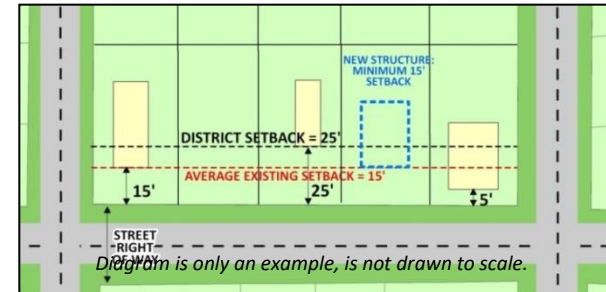 NEW STRUCTURE:
MINIMUM 15'
SETBACK
DISTRICT SETBACK = 25'
AVERAGE EXISTING SETBACK = 15'
15'
25'
5'
STREET
RIGHT
OF WAY
Diagram is only an example, is not drawn to scale.